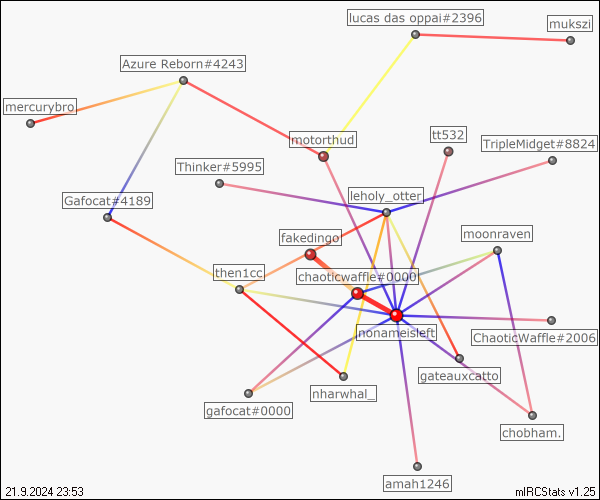 lucas das oppai#2396
mukszi
Azure Reborn#4243
mercurybro
motorthud
tt532
TripleMidget#8824
Thinker#5995
leholy_otter
Gafocat#4189
fakedingo
moonraven
then1cc
chaoticwaffle#0000
nonameisleft
ChaoticWaffle#2006
gateauxcatto
nharwhal_
gafocat#0000
chobham.
amah1246
21.9.2024 23:53
mIRCStats v1.25